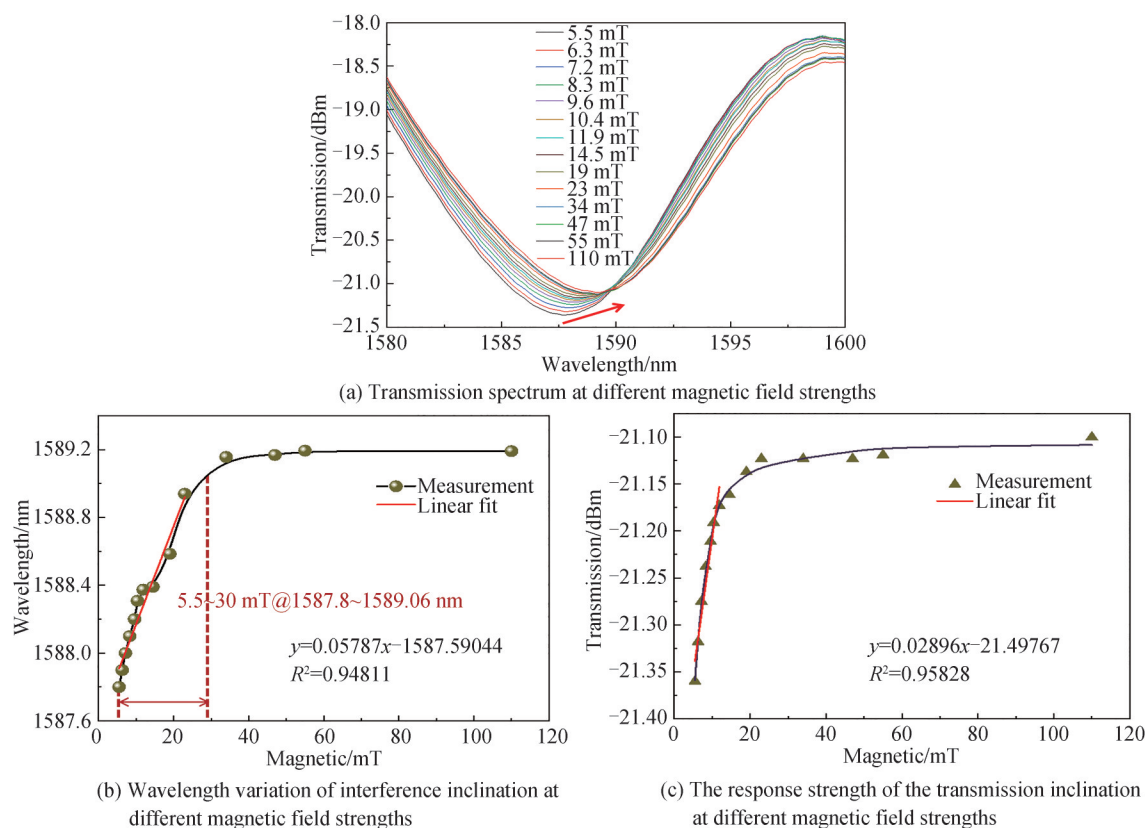 −18.0
−18.5
−19.0
−19.5
−20.0
−20.5
−21.0
−21.5
Transmission/dBm
5.5 mT
6.3 mT
7.2 mT
8.3 mT
9.6 mT
10.4 mT
11.9 mT
14.5 mT
19 mT
23 mT
34 mT
47 mT
55 mT
110 mT
1580 1585 1590 1595 1600
Wavelength/nm
(a) Transmission spectrum at different magnetic field strengths
1589.2
1588.8
1588.4
1588.0
1587.6
Wavelength/nm
Measurement
Linear fit
5.5~30 mT@1587.8~1589.06 nm
y=0.05787x−1587.59044
R²=0.94811
0 20 40 60 80 100 120
Magnetic/mT
(b) Wavelength variation of interference inclination at
different magnetic field strengths
−21.10
−21.15
−21.20
−21.25
−21.30
−21.35
−21.40
Transmission/dBm
Measurement
Linear fit
y=0.02896x−21.49767
R²=0.95828
0 20 40 60 80 100 120
Magnetic/mT
(c) The response strength of the transmission inclination
at different magnetic field strengths